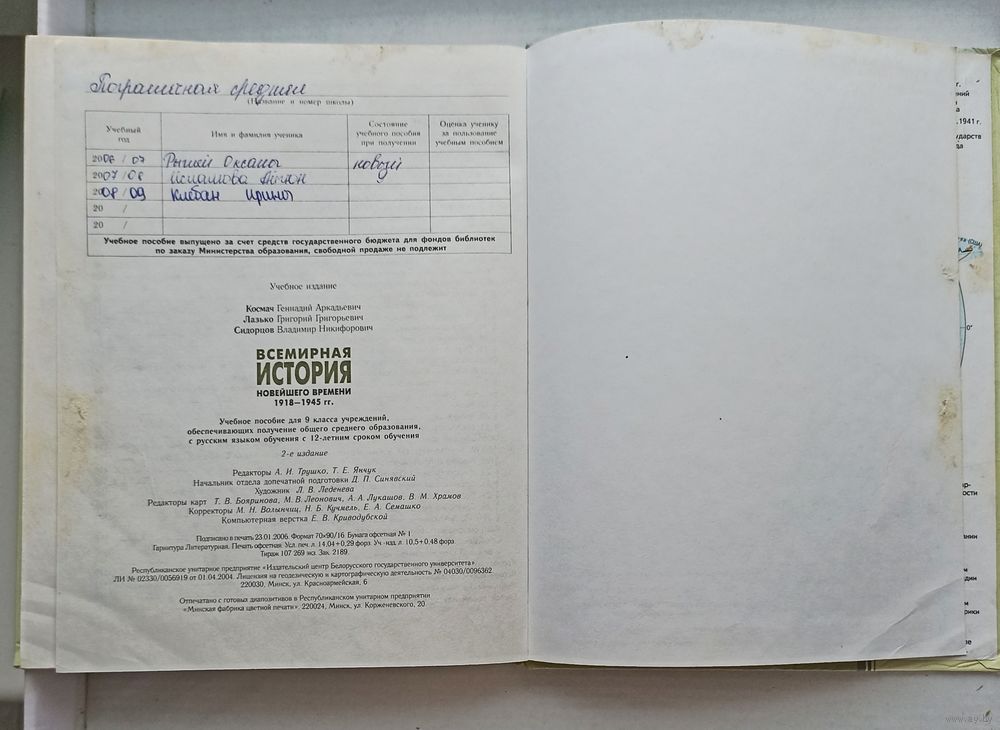 Пограничная средняя
(Название и номер школы)
Учебный год Имя и фамилия ученика Состояние учебного пособия при получении Оценка ученику за пользование учебным пособием
2006 / 07 Оксана новый
2007 / 08
2008 / 09 Клебан Ирина
20 /
20 /
Учебное пособие выпущено за счет средств государственного бюджета для фондов библиотек
по заказу Министерства образования, свободной продаже не подлежит
Учебное издание
Космач Геннадий Аркадьевич
Лазько Григорий Григорьевич
Сидорцов Владимир Никифорович
ВСЕМИРНАЯ
ИСТОРИЯ
НОВЕЙШЕГО ВРЕМЕНИ
1918–1945 гг.
Учебное пособие для 9 класса учреждений,
обеспечивающих получение общего среднего образования,
с русским языком обучения с 12-летним сроком обучения
2-е издание
Редакторы А. И. Трушко, Т. Е. Янчук
Начальник отдела допечатной подготовки Д. П. Синявский
Художник Л. В. Леденева
Редакторы карт Т. В. Бояринова, М. В. Леонович, А. А. Лукашов, В. М. Храмов
Корректоры М. Н. Волынчиц, Н. Б. Кучмель, Е. А. Семашко
Компьютерная верстка Е. В. Криводубской
Подписано в печать 23.01.2006. Формат 70×90/16. Бумага офсетная № 1
Гарнитура Литературная. Печать офсетная. Усл. печ. л. 14,04+0,29 форз. Уч.-изд. л. 10,5+0,48 форз.
Тираж 107 269 экз. Зак. 2189.
Республиканское унитарное предприятие «Издательский центр Белорусского государственного университета».
ЛИ № 02330/0056919 от 01.04.2004. Лицензия на геодезическую и картографическую деятельность № 04030/0096362.
220030, Минск, ул. Красноармейская, 6
Отпечатано с готовых диапозитивов в Республиканском унитарном предприятии
«Минская фабрика цветной печати». 220024, Минск, ул. Корженевского, 20.
г.
.1941 г.
(США)
0°
www.ay.by